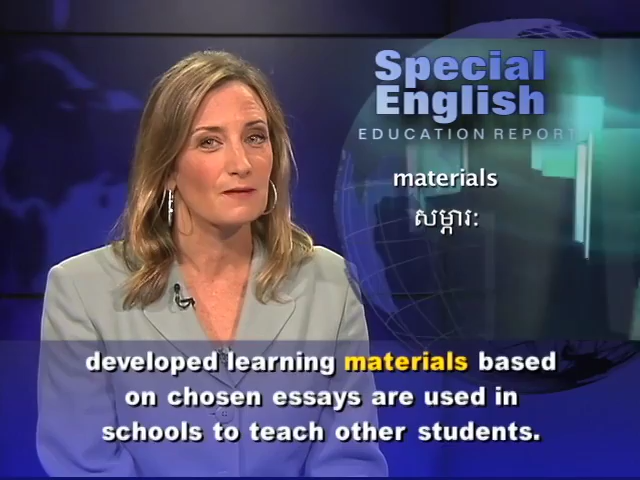 Special
English
EDUCATION REPORT
materials
សម្ភារៈ
developed learning materials based
on chosen essays are used in
schools to teach other students.